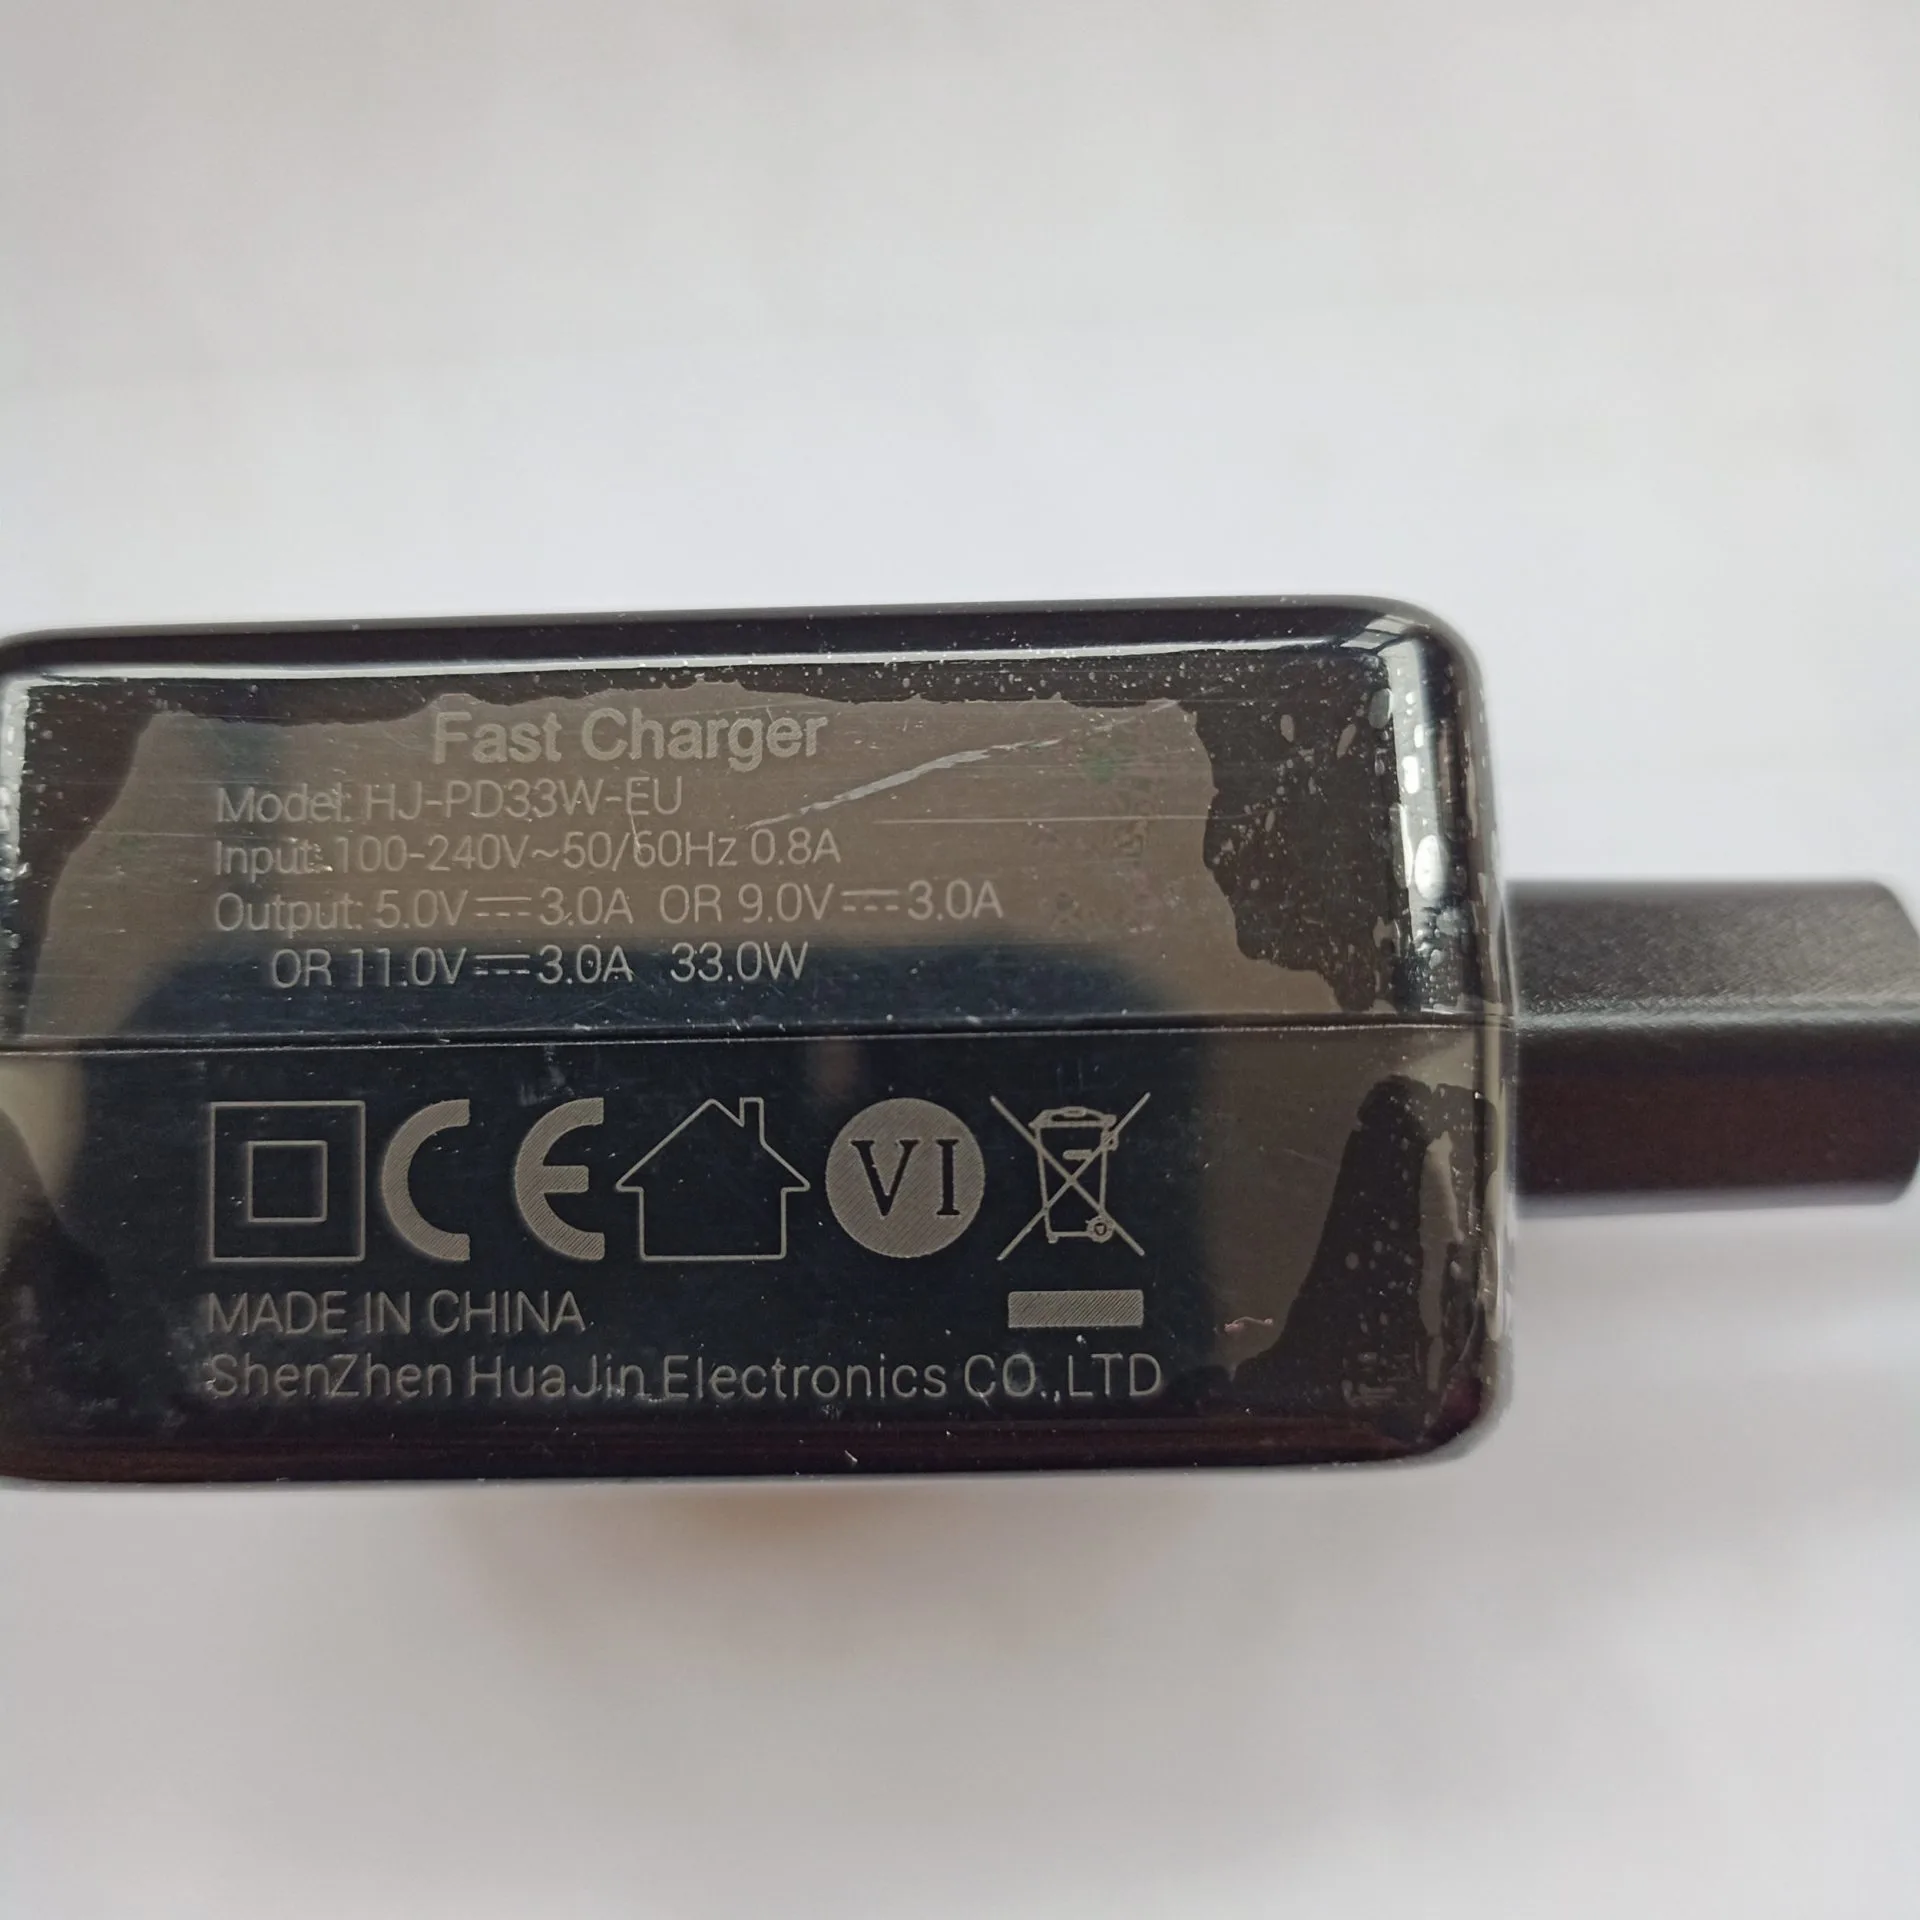 Fast Charger
Model: HJ-PD33W-EU
Input: 100-240V~50/60Hz 0.8A
Output: 5.0V⎓3.0A OR 9.0V⎓3.0A
OR 11.0V⎓3.0A 33.0W
CE VI
MADE IN CHINA
ShenZhen HuaJin Electronics CO.,LTD